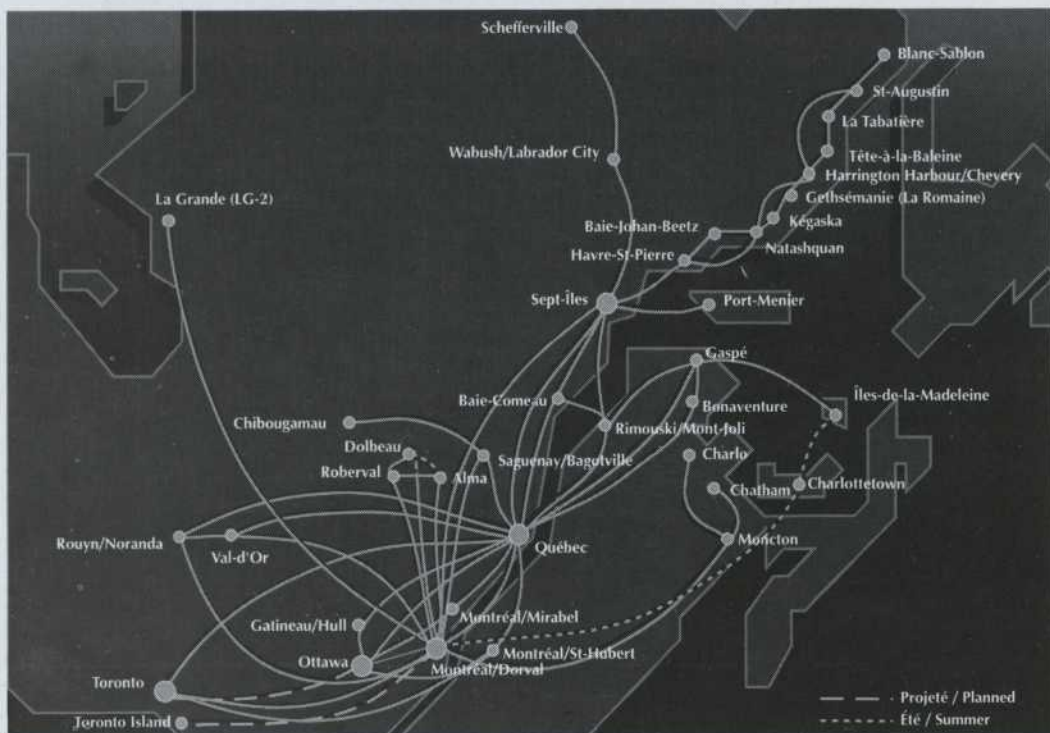 Schefferville
Blanc-Sablon
St-Augustin
La Tabatière
Wabush/Labrador City
Tête-à-la-Baleine
Harrington Harbour/Chevery
La Grande (LG-2)
Gethsémanie (La Romaine)
Kégaska
Baie-Johan-Beetz
Natashquan
Havre-St-Pierre
Sept-Îles
Port-Menier
Gaspé
Îles-de-la-Madeleine
Baie-Comeau
Bonaventure
Chibougamau
Rimouski/Mont-Joli
Dolbeau
Charlo
Saguenay/Bagotville
Roberval
Alma
Charlottetown
Chatham
Rouyn/Noranda
Val-d'Or
Québec
Moncton
Montréal/Mirabel
Gatineau/Hull
Montréal/St-Hubert
Ottawa
Montréal/Dorval
Toronto
Projeté / Planned
Toronto Island
Été / Summer